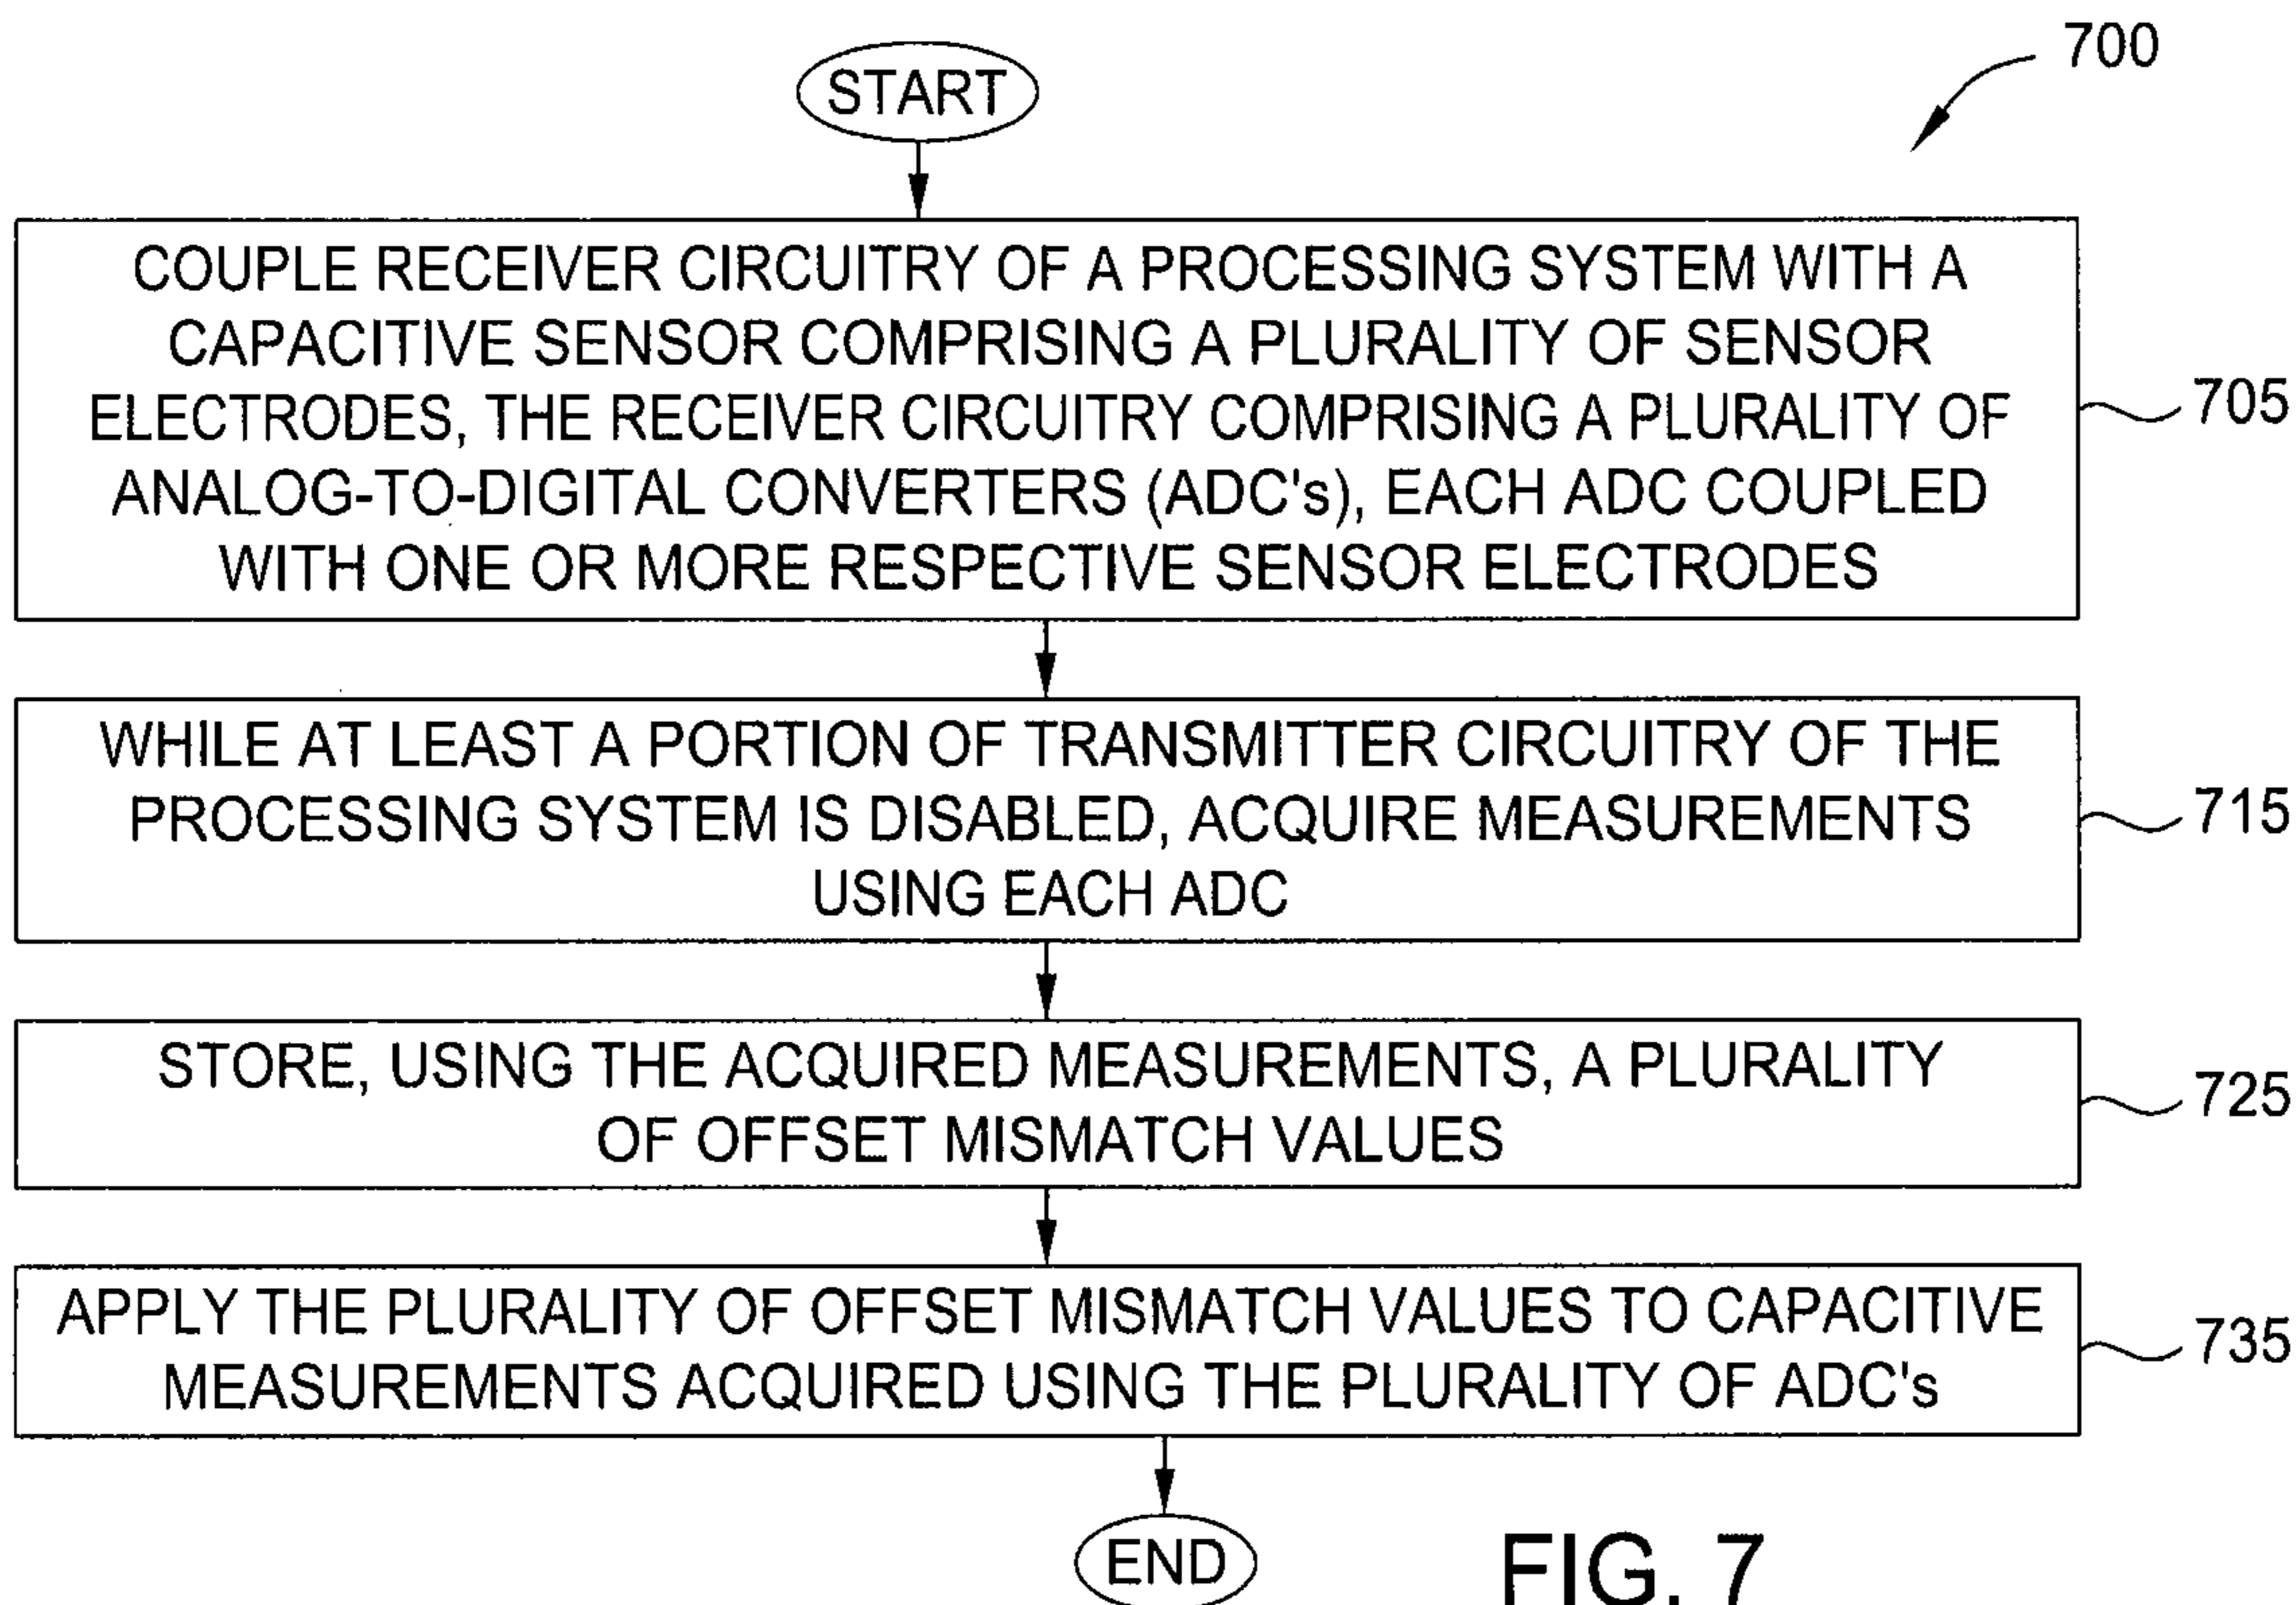 700
START
COUPLE RECEIVER CIRCUITRY OF A PROCESSING SYSTEM WITH A
CAPACITIVE SENSOR COMPRISING A PLURALITY OF SENSOR
ELECTRODES, THE RECEIVER CIRCUITRY COMPRISING A PLURALITY OF
ANALOG-TO-DIGITAL CONVERTERS (ADC's), EACH ADC COUPLED
WITH ONE OR MORE RESPECTIVE SENSOR ELECTRODES
705
WHILE AT LEAST A PORTION OF TRANSMITTER CIRCUITRY OF THE
PROCESSING SYSTEM IS DISABLED, ACQUIRE MEASUREMENTS
USING EACH ADC
715
STORE, USING THE ACQUIRED MEASUREMENTS, A PLURALITY
OF OFFSET MISMATCH VALUES
725
APPLY THE PLURALITY OF OFFSET MISMATCH VALUES TO CAPACITIVE
MEASUREMENTS ACQUIRED USING THE PLURALITY OF ADC's
735
END
FIG. 7